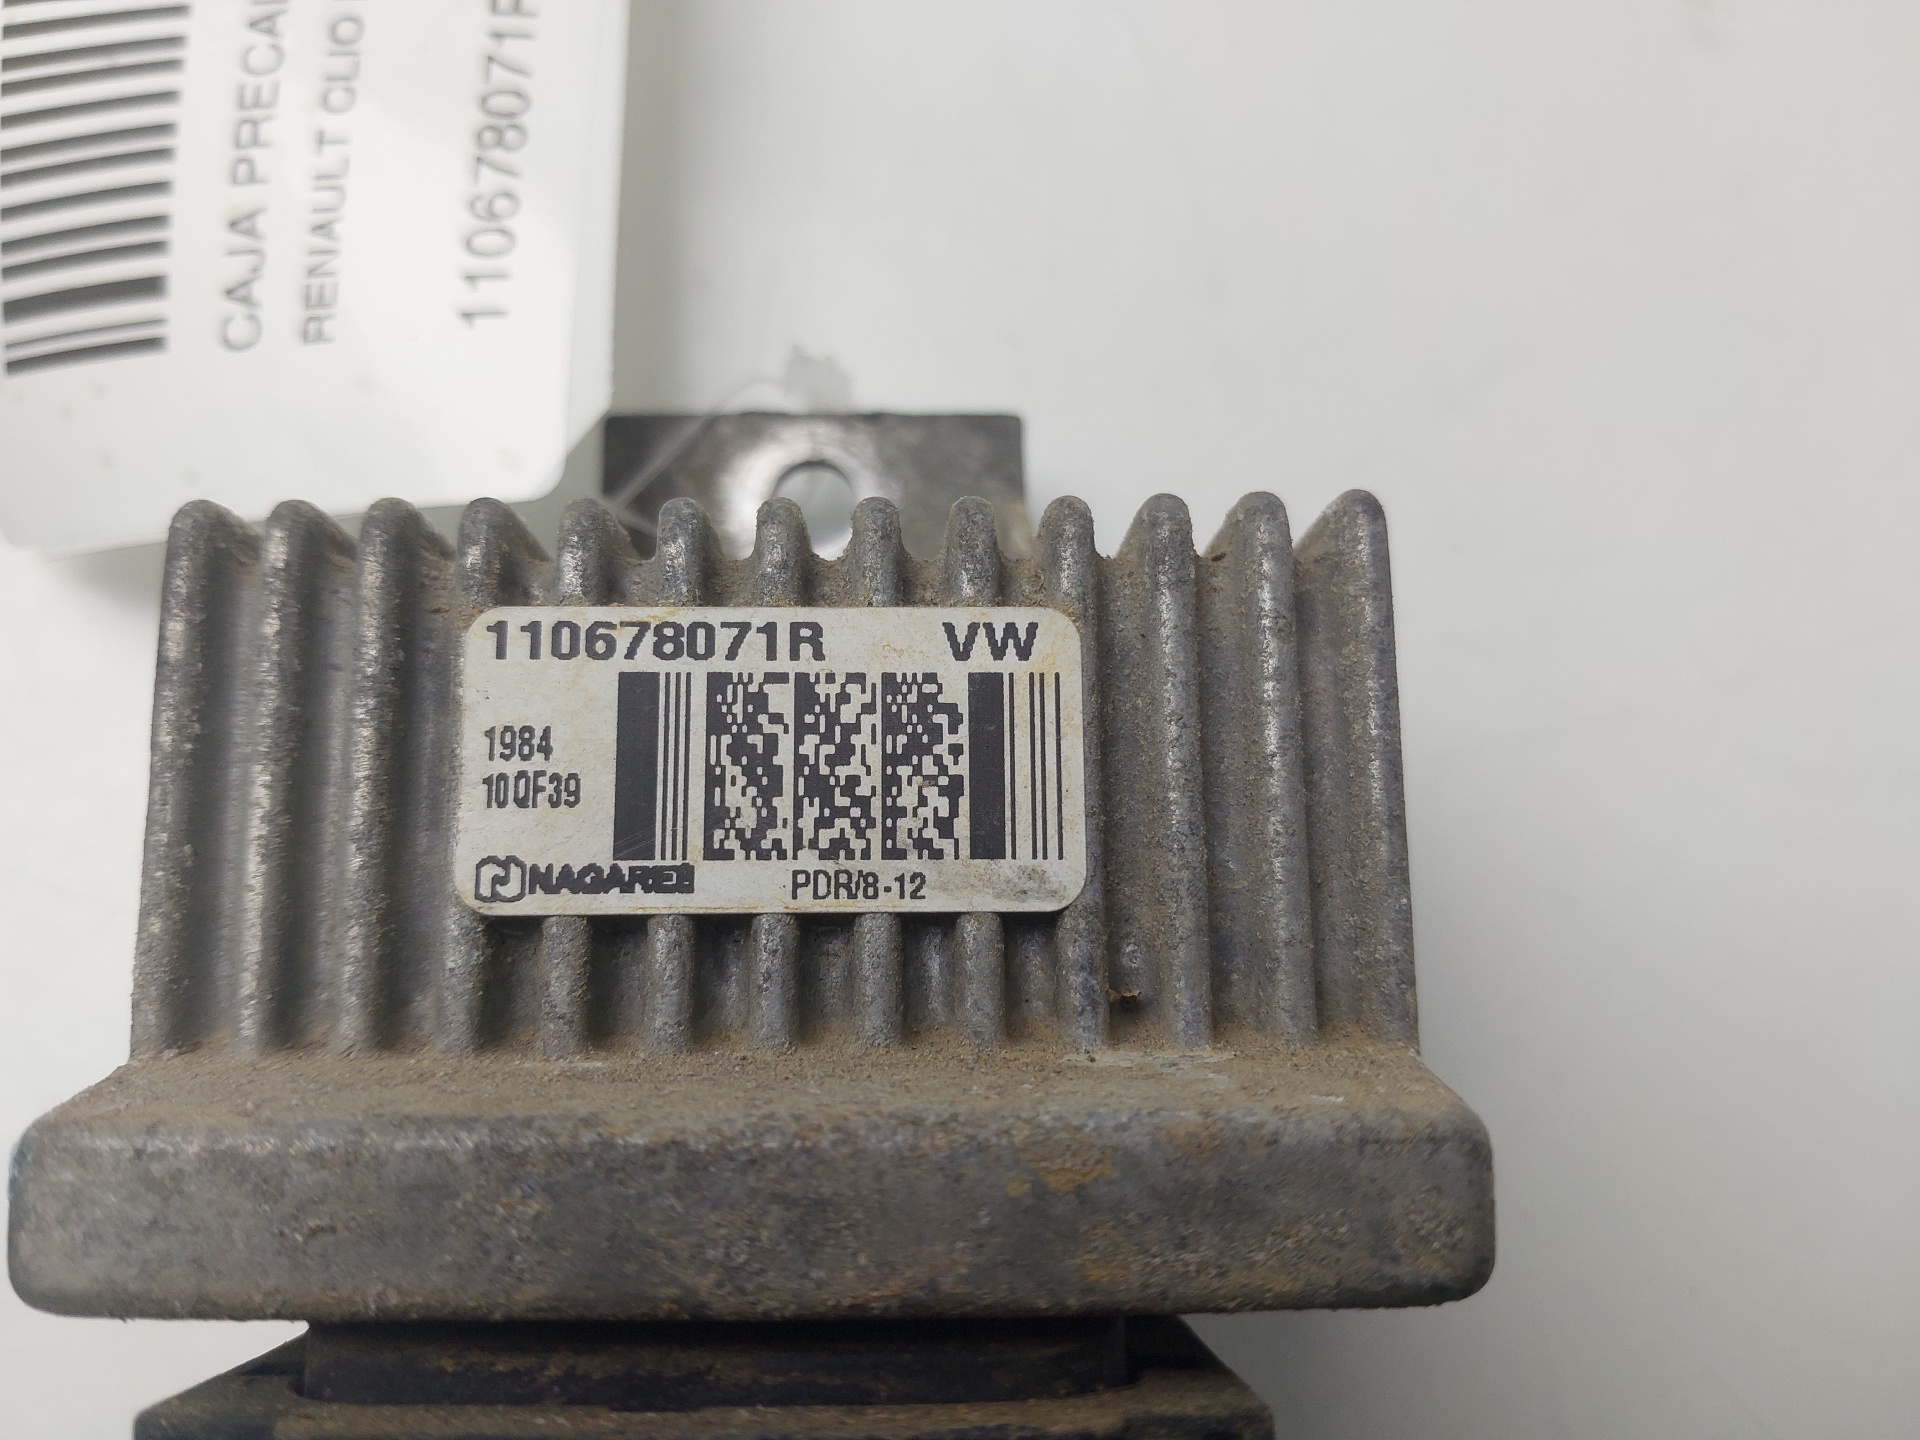 CAJA PRECAL
RENAULT CLIO
110678071R
110678071R VW
1984
10QF39
NAGARES PDR/8-12